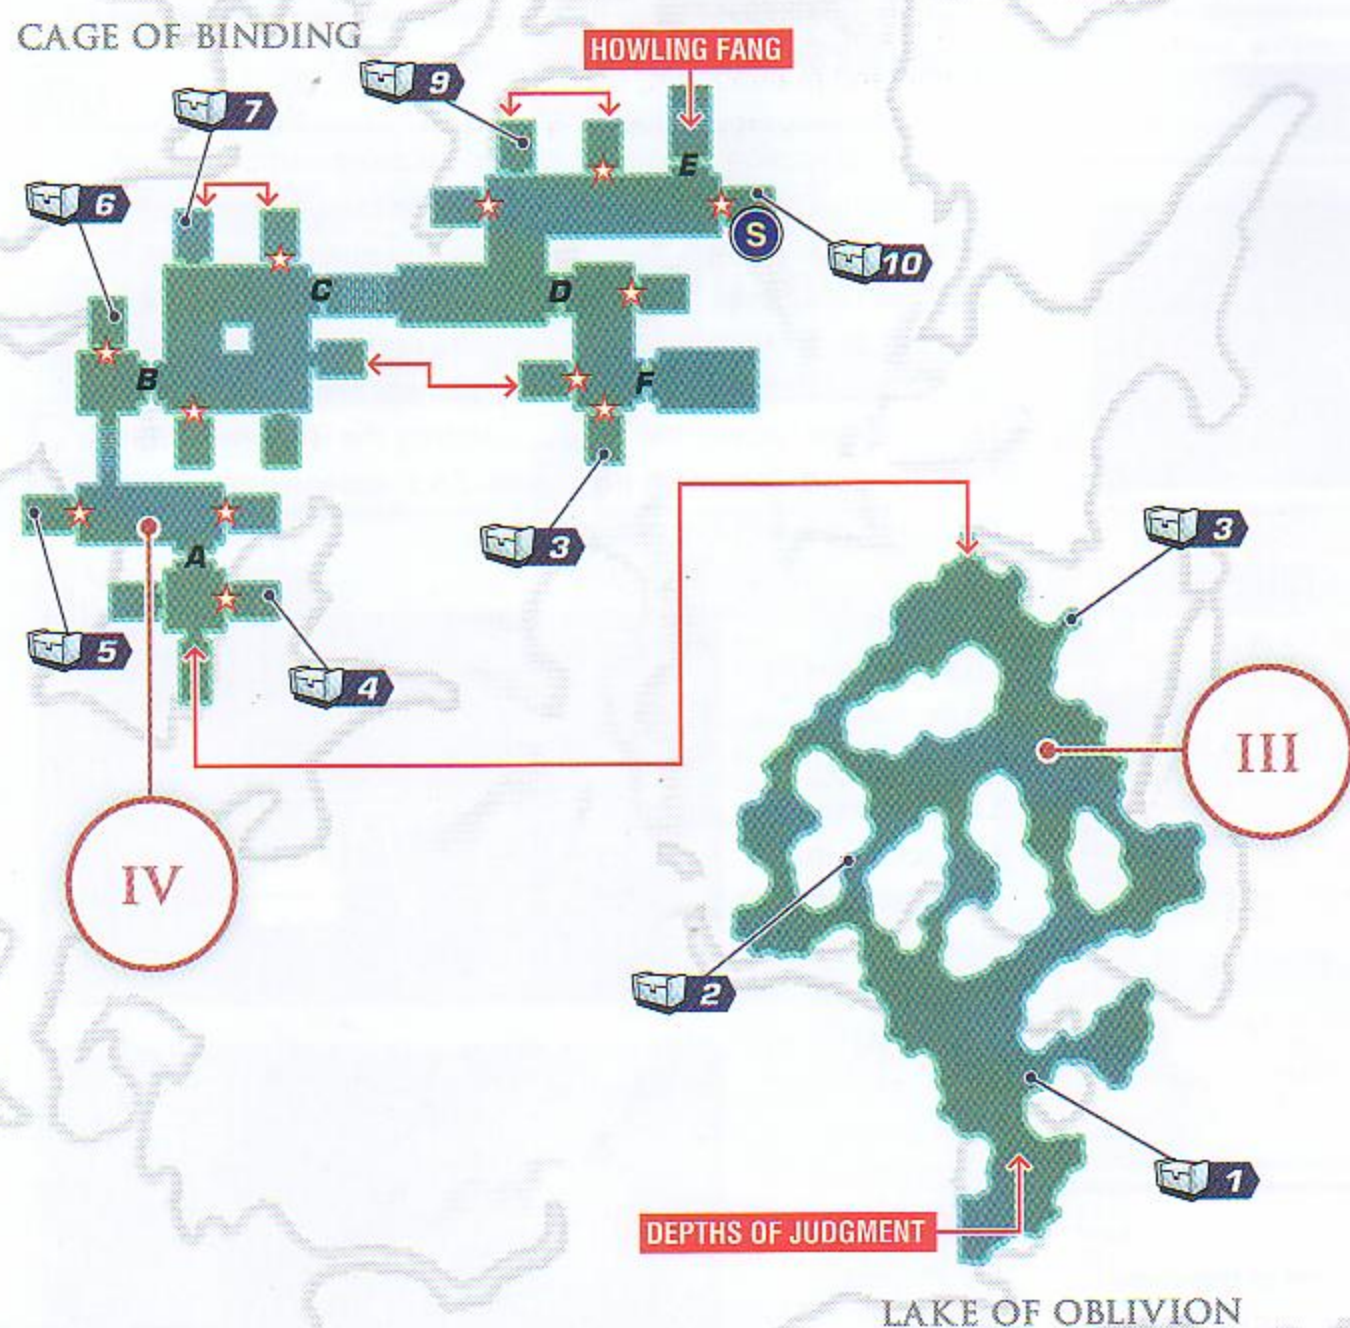 CAGE OF BINDING
HOWLING FANG
9
7
E
6
S
10
C
D
B
F
3
3
A
5
4
III
IV
2
1
DEPTHS OF JUDGMENT
LAKE OF OBLIVION